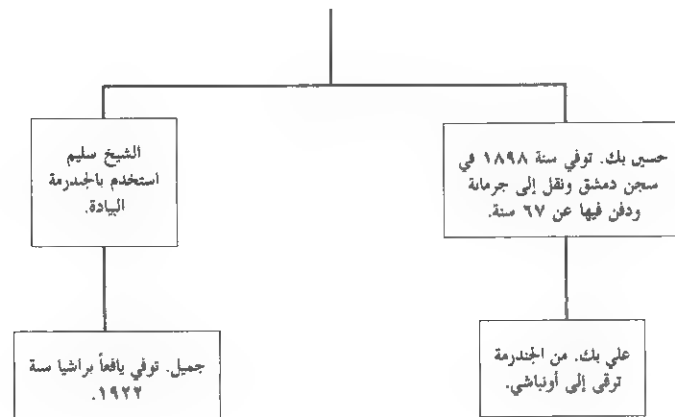 حسين بك. توفي سنة ١٨٩٨ في
سجن دمشق ونقل إلى جرمانة
ودفن فيها عن ٦٧ سنة.
الشيخ سليم
استخدم بالجندرمة
البيادة.
علي بك. من الجندرمة
ترقى إلى أونباشي.
جميل. توفي يافعاً براشيا سنة
١٩٢٢.